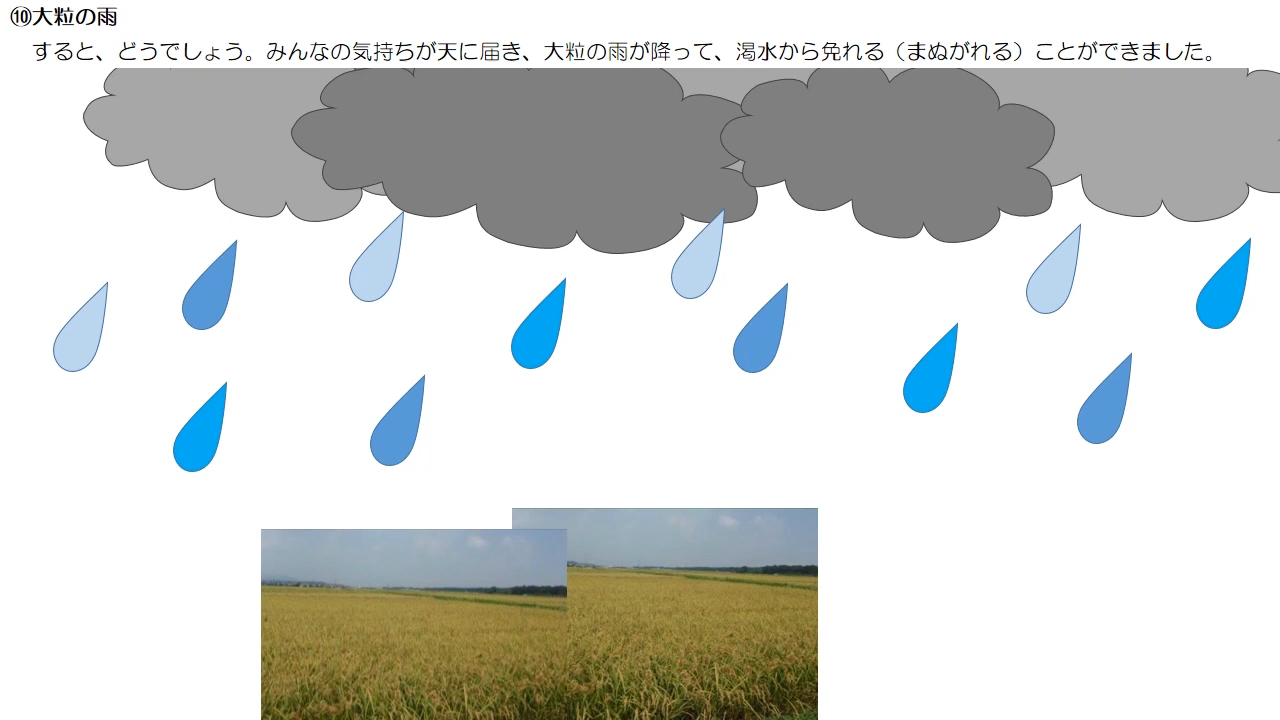 ⑩大粒の雨
すると、どうでしょう。みんなの気持ちが天に届き、大粒の雨が降って、渇水から免れる（まぬがれる）ことができました。